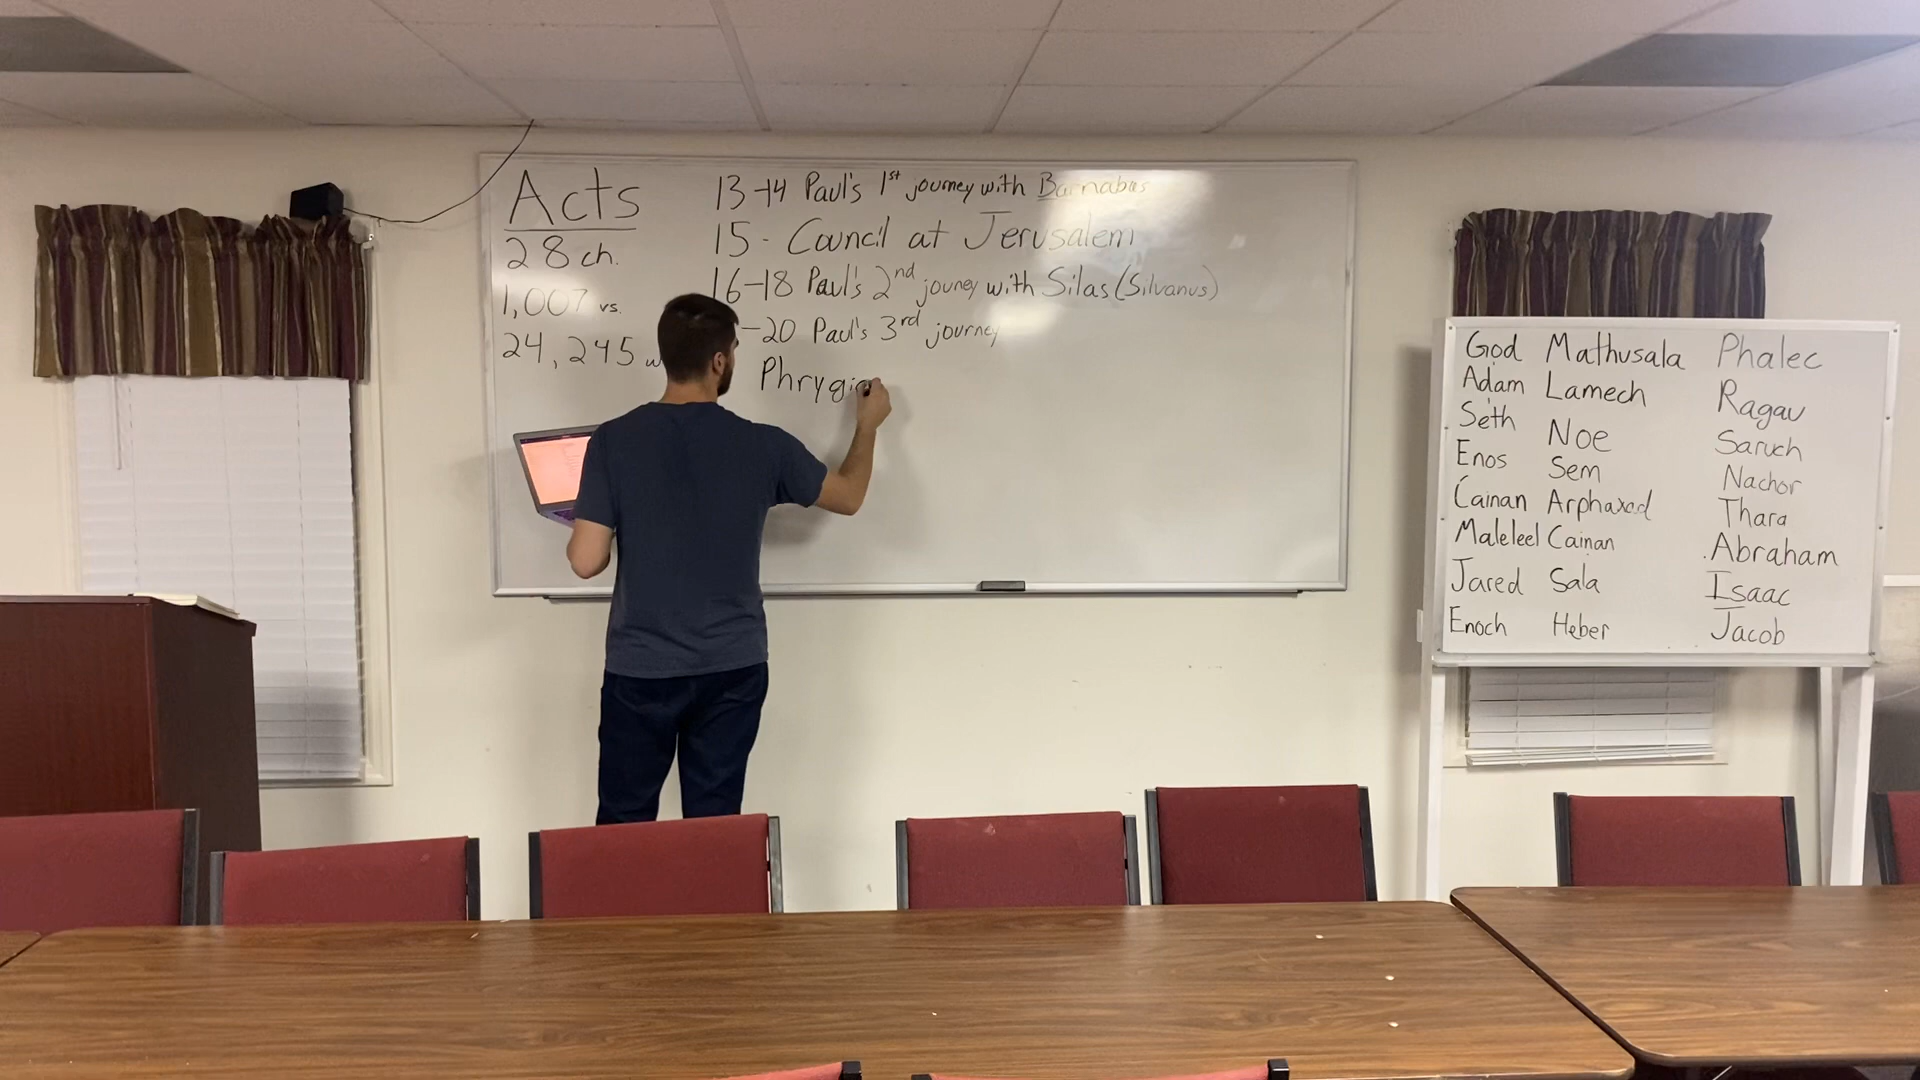 Acts
28 ch.
1,007 vs.
24,245
13-14 Paul's 1st journey with Barnabas
15- Council at Jerusalem
16-18 Paul's 2nd jouney with Silas (Silvanus)
-20 Paul's 3rd journey
Phrygia
God
Adam
Seth
Enos
Cainan
Maleleel
Jared
Enoch
Mathusala
Lamech
Noe
Sem
Arphaxad
Cainan
Sala
Heber
Phalec
Ragau
Saruch
Nachor
Thara
Abraham
Isaac
Jacob